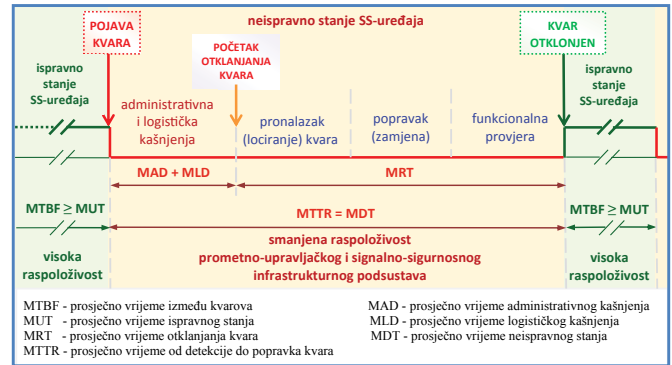 neispravno stanje SS-uređaja
POJAVA
KVARA
POČETAK
OTKLANJANJA
KVARA
KVAR
OTKLONJEN
ispravno
stanje
SS-uređaja
administrativna
i logistička
kašnjenja
pronalazak
(lociranje) kvara
popravak
(zamjena)
funkcionalna
provjera
ispravno
stanje
SS-uređaja
MAD + MLD
MRT
MTBF ≥ MUT
MTTR = MDT
MTBF ≥ MUT
visoka
raspoloživost
smanjena raspoloživost
prometno-upravljačkog i signalno-sigurnosnog
infrastrukturnog podsustava
visoka
raspoloživost
MTBF - prosječno vrijeme između kvarova
MUT - prosječno vrijeme ispravnog stanja
MRT - prosječno vrijeme otklanjanja kvara
MTTR - prosječno vrijeme od detekcije do popravka kvara
MAD - prosječno vrijeme administrativnog kašnjenja
MLD - prosječno vrijeme logističkog kašnjenja
MDT - prosječno vrijeme neispravnog stanja